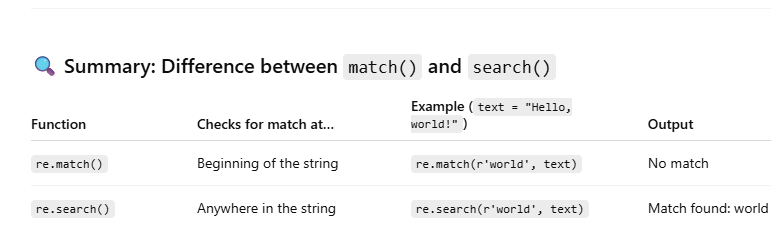 Summary: Difference between match() and search()
Function Checks for match at... Example ( text = "Hello, world!" ) Output
re.match() Beginning of the string re.match(r'world', text) No match
re.search() Anywhere in the string re.search(r'world', text) Match found: world